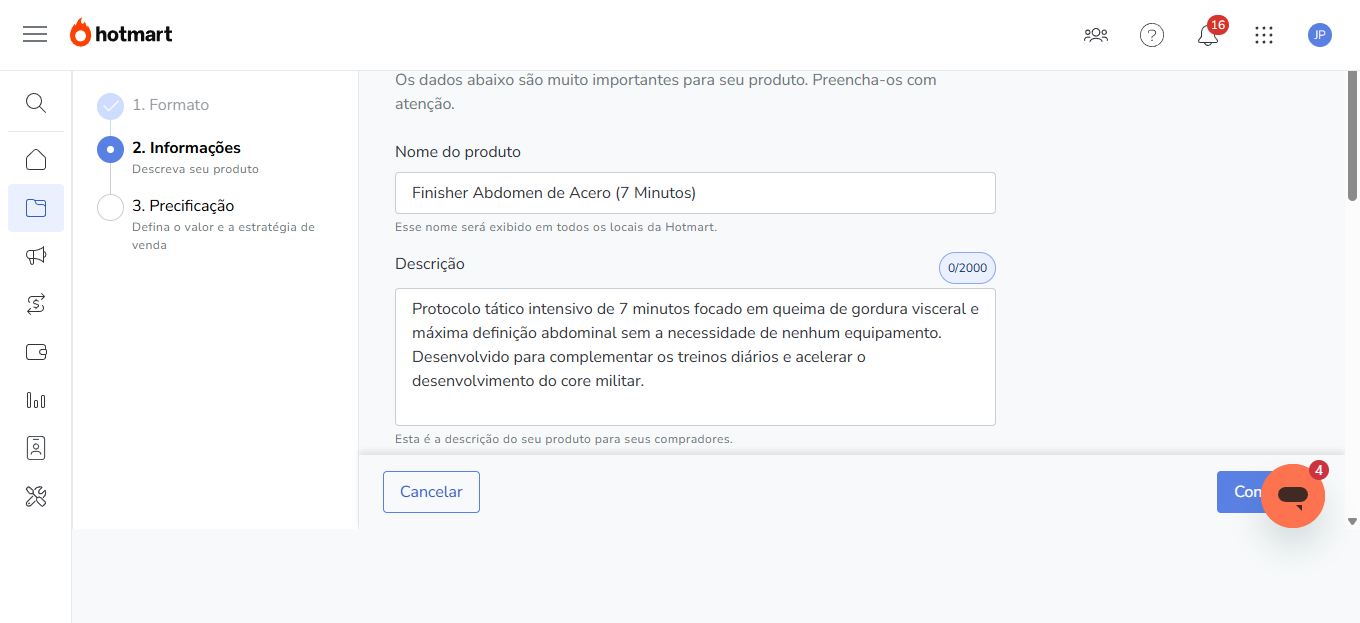 hotmart
?
16
JP
1. Formato
2. Informações
Descreva seu produto
3. Precificação
Defina o valor e a estratégia de
venda
Os dados abaixo são muito importantes para seu produto. Preencha-os com
atenção.
Nome do produto
Finisher Abdomen de Acero (7 Minutos)
Esse nome será exibido em todos os locais da Hotmart.
Descrição
0/2000
Protocolo tático intensivo de 7 minutos focado em queima de gordura visceral e
máxima definição abdominal sem a necessidade de nenhum equipamento.
Desenvolvido para complementar os treinos diários e acelerar o
desenvolvimento do core militar.
Esta é a descrição do seu produto para seus compradores.
Cancelar
Con
4